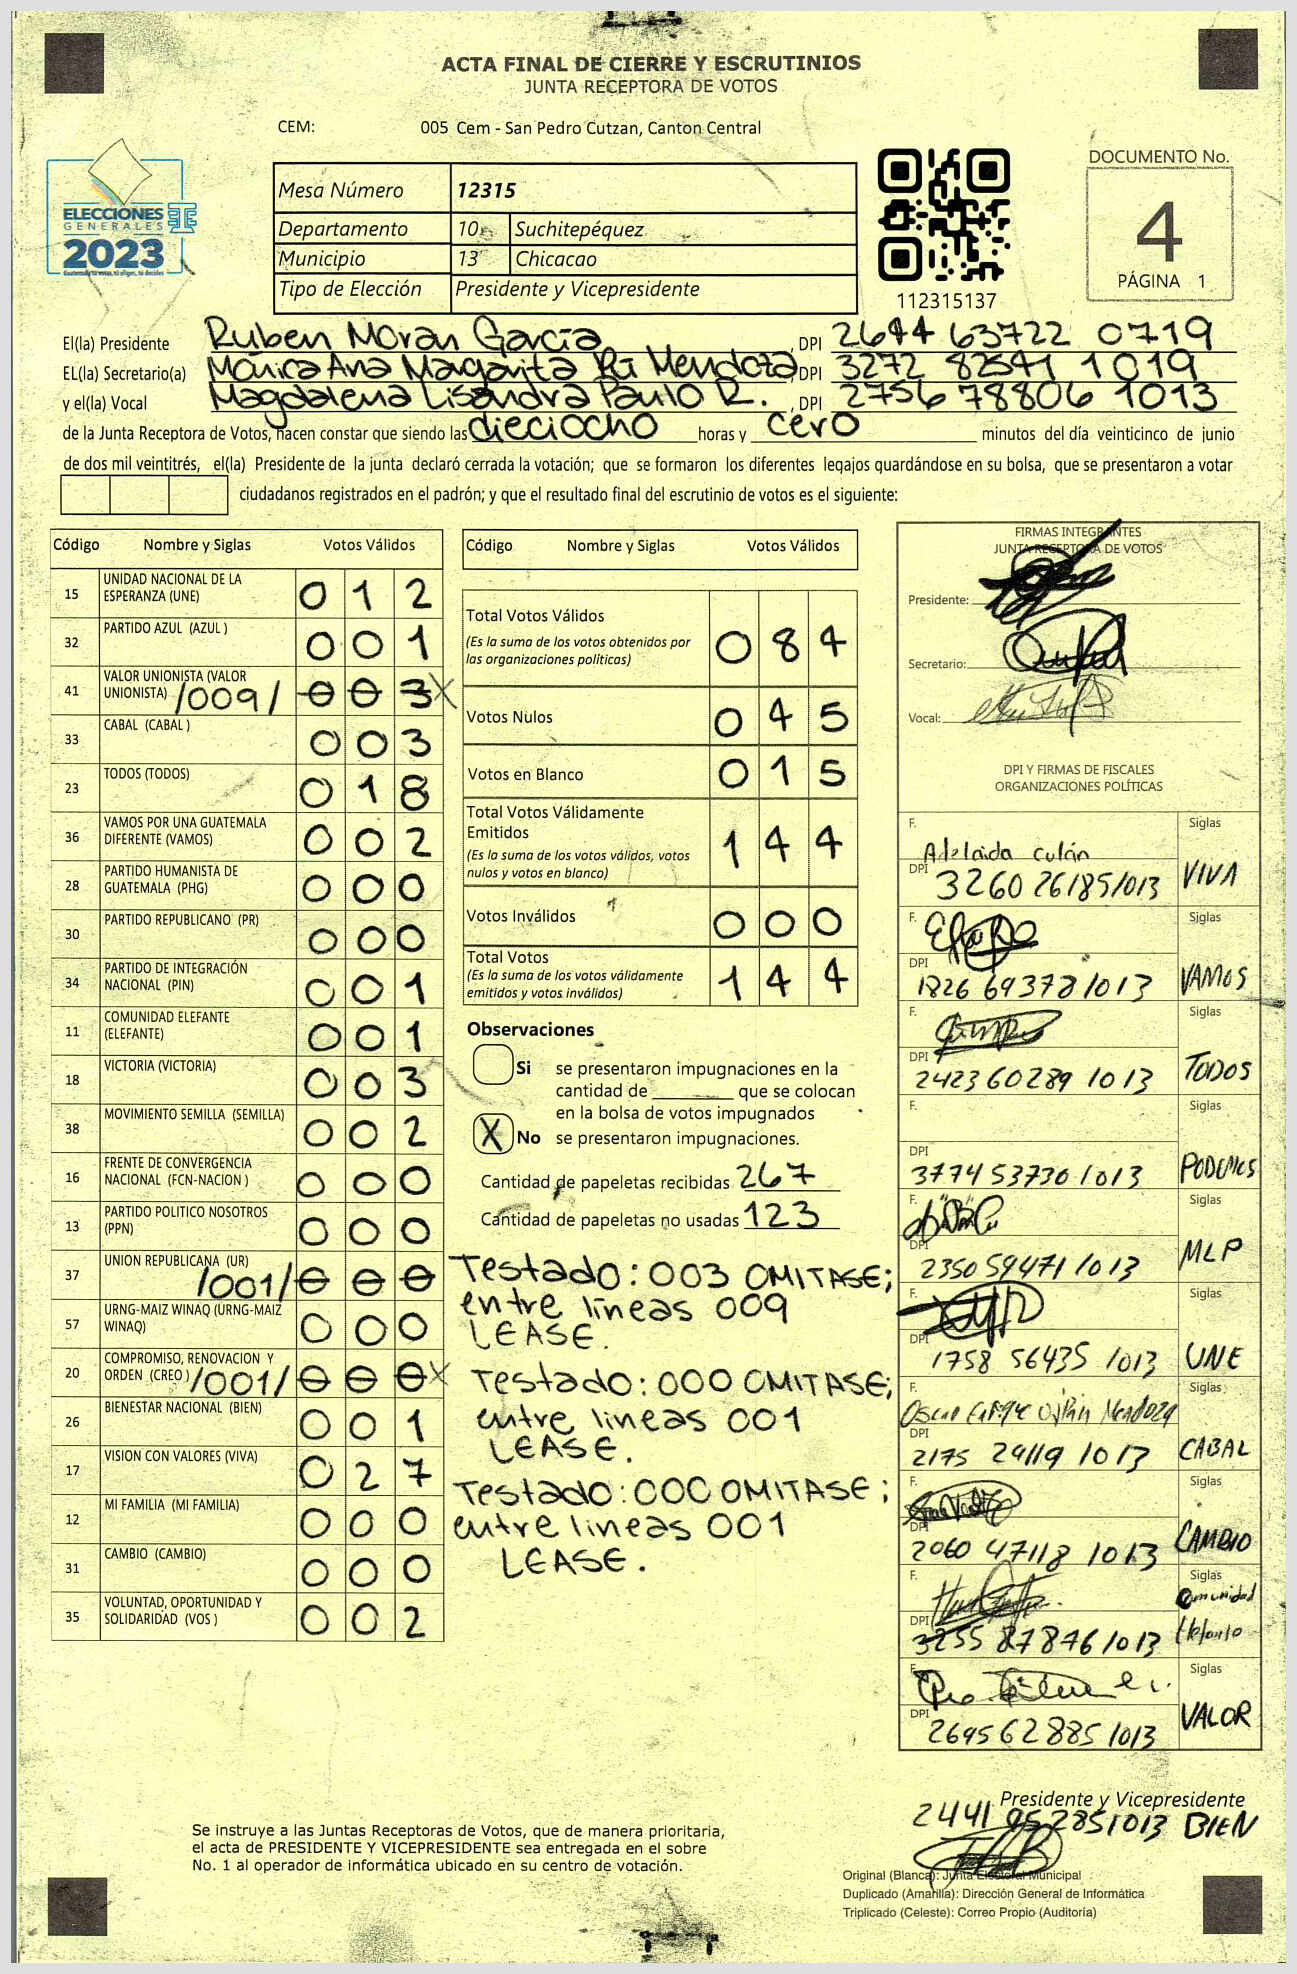 ACTA FINAL DE CIERRE Y ESCRUTINIOS
JUNTA RECEPTORA DE VOTOS
CEM: 005 Cem - San Pedro Cutzan, Canton Central
ELECCIONES
GENERALES
2023
Mesa Número 12315
Departamento 10 Suchitepéquez
Municipio 13 Chicacao
Tipo de Elección Presidente y Vicepresidente
112315137
DOCUMENTO No.
4
PÁGINA 1
El(la) Presidente Ruben Moran García, DPI 2644 63722 0719
EL(la) Secretario(a) Mónica Ana Margarita Mendoza, DPI 3272 82541 1019
y el(la) Vocal Magdalena Lisandra Paulo R., DPI 2756 78806 1013
de la Junta Receptora de Votos, hacen constar que siendo las dieciocho horas y cero minutos del día veinticinco de junio
de dos mil veintitrés, el(la) Presidente de la junta declaró cerrada la votación; que se formaron los diferentes legajos guardándose en su bolsa, que se presentaron a votar
ciudadanos registrados en el padrón; y que el resultado final del escrutinio de votos es el siguiente:
Código Nombre y Siglas Votos Válidos
15 UNIDAD NACIONAL DE LA ESPERANZA (UNE) 0 1 2
32 PARTIDO AZUL (AZUL ) 0 0 1
41 VALOR UNIONISTA (VALOR UNIONISTA) /009/ 0 0 3 X
33 CABAL (CABAL ) 0 0 3
23 TODOS (TODOS) 0 1 8
36 VAMOS POR UNA GUATEMALA DIFERENTE (VAMOS) 0 0 2
28 PARTIDO HUMANISTA DE GUATEMALA (PHG) 0 0 0
30 PARTIDO REPUBLICANO (PR) 0 0 0
34 PARTIDO DE INTEGRACIÓN NACIONAL (PIN) 0 0 1
11 COMUNIDAD ELEFANTE (ELEFANTE) 0 0 1
18 VICTORIA (VICTORIA) 0 0 3
38 MOVIMIENTO SEMILLA (SEMILLA) 0 0 2
16 FRENTE DE CONVERGENCIA NACIONAL (FCN-NACION ) 0 0 0
13 PARTIDO POLITICO NOSOTROS (PPN) 0 0 0
37 UNION REPUBLICANA (UR) /001/ 0 0 0
57 URNG-MAIZ WINAQ (URNG-MAIZ WINAQ) 0 0 0
20 COMPROMISO, RENOVACION Y ORDEN (CREO) /001/ 0 0 0 X
26 BIENESTAR NACIONAL (BIEN) 0 0 1
17 VISION CON VALORES (VIVA) 0 2 7
12 MI FAMILIA (MI FAMILIA) 0 0 0
31 CAMBIO (CAMBIO) 0 0 0
35 VOLUNTAD, OPORTUNIDAD Y SOLIDARIDAD (VOS ) 0 0 2
Código Nombre y Siglas Votos Válidos
Total Votos Válidos 0 8 4
(Es la suma de los votos obtenidos por
las organizaciones politicas)
Votos Nulos 0 4 5
Votos en Blanco 0 1 5
Total Votos Válidamente
Emitidos 1 4 4
(Es la suma de los votos válidos, votos
nulos y votos en blanco)
Votos Inválidos 0 0 0
Total Votos 1 4 4
(Es la suma de los votos válidamente
emitidos y votos inválidos)
Observaciones
Si se presentaron impugnaciones en la
cantidad de ________ que se colocan
en la bolsa de votos impugnados
X No se presentaron impugnaciones.
Cantidad de papeletas recibidas 267
Cantidad de papeletas no usadas 123
Testado: 003 OMITASE;
entre líneas 009
LEASE.
Testado: 000 OMITASE;
entre lineas 001
LEASE.
Testado: 000 OMITASE;
entre lineas 001
LEASE.
FIRMAS INTEGRANTES
JUNTA RECEPTORA DE VOTOS
Presidente:
Secretario:
Vocal:
DPI Y FIRMAS DE FISCALES
ORGANIZACIONES POLÍTICAS
F. Adelaida Culán Siglas
DPI 3260 26185 1013 VIVA
F. Siglas
DPI 1826 69378 1013 VAMOS
F. Siglas
DPI 2423 60289 1013 TODOS
F. Siglas
DPI 3774 53730 1013 PODEMOS
F. Siglas
DPI 2350 59471 1013 MLP
F. Siglas
DPI 1758 56435 1013 UNE
F. Oscar Enrique Mendoza Siglas
DPI 2175 24119 1013 CABAL
F. Siglas
DPI 2060 47118 1013 CAMBIO
F. Siglas
DPI 3255 87876 1013 Comunidad Elefante
F. Siglas
DPI 2695 62885 1013 VALOR
Presidente y Vicepresidente
2441 95285 1013 BIEN
Se instruye a las Juntas Receptoras de Votos, que de manera prioritaria,
el acta de PRESIDENTE Y VICEPRESIDENTE sea entregada en el sobre
No. 1 al operador de informática ubicado en su centro de votación.
Original (Blanca): Junta Electoral Municipal
Duplicado (Amarilla): Dirección General de Informática
Triplicado (Celeste): Correo Propio (Auditoría)